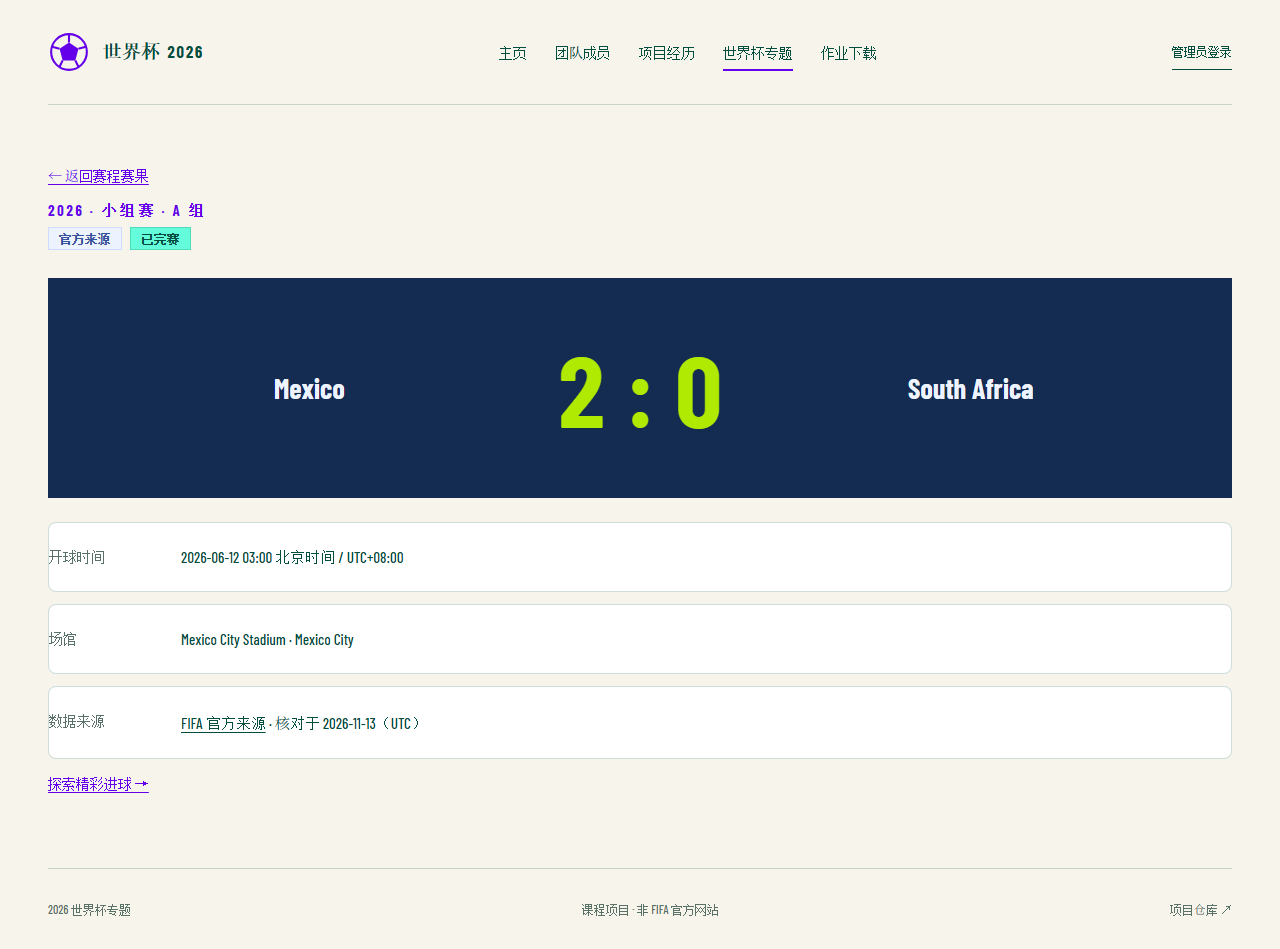 世界杯 2026
主页 团队成员 项目经历 世界杯专题 作业下载
管理员登录
← 返回赛程赛果
2026 · 小组赛 · A 组
官方来源 已完赛
Mexico 2 : 0 South Africa
开球时间 2026-06-12 03:00 北京时间 / UTC+08:00
场馆 Mexico City Stadium · Mexico City
数据来源 FIFA 官方来源 · 核对于 2026-11-13（UTC）
探索精彩进球 →
2026 世界杯专题 课程项目 · 非 FIFA 官方网站 项目仓库 ↗